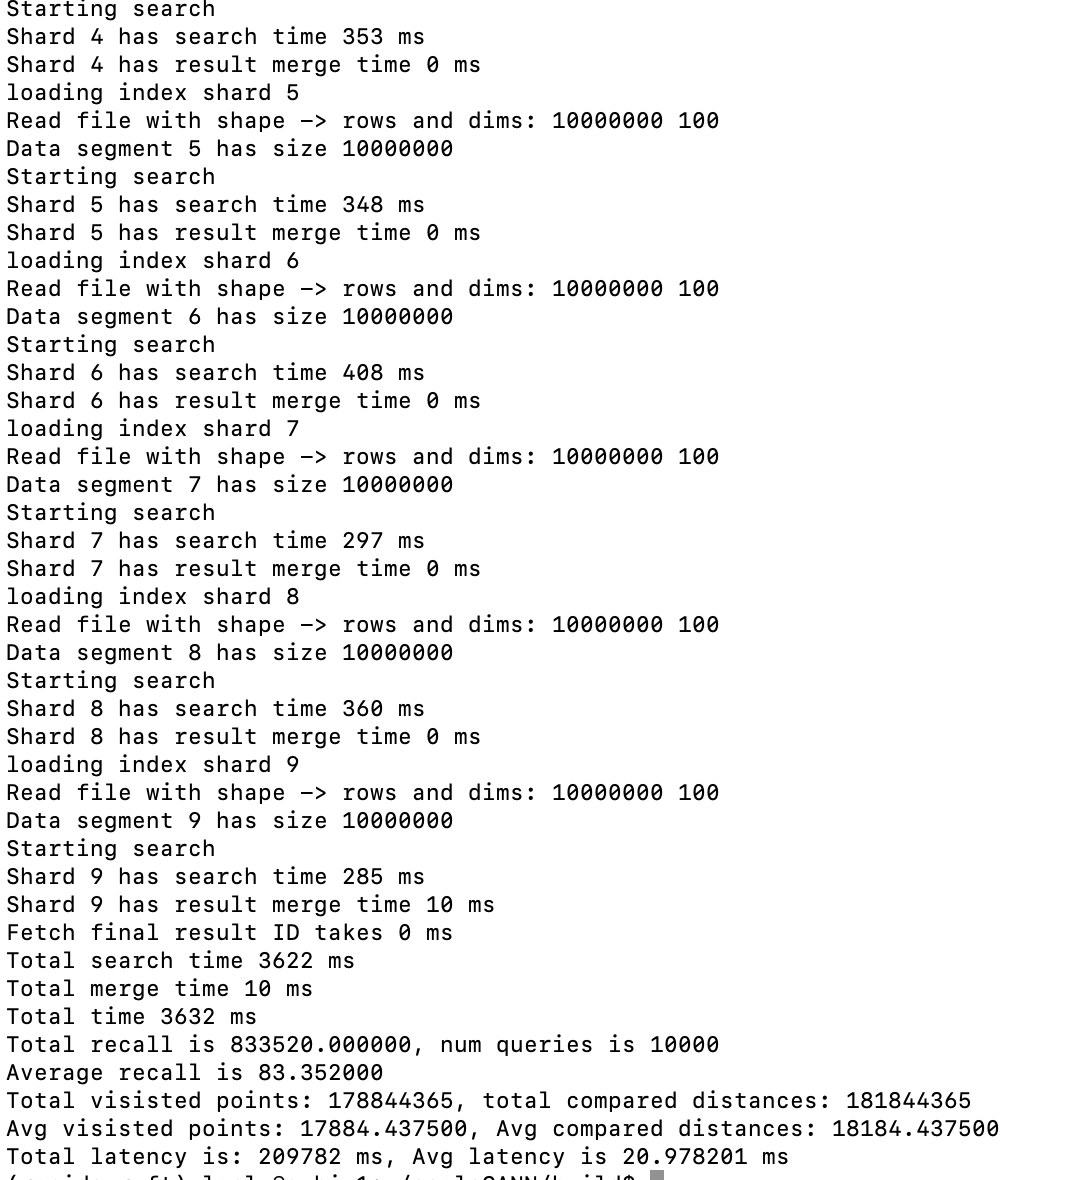 Starting search
Shard 4 has search time 353 ms
Shard 4 has result merge time 0 ms
loading index shard 5
Read file with shape -> rows and dims: 10000000 100
Data segment 5 has size 10000000
Starting search
Shard 5 has search time 348 ms
Shard 5 has result merge time 0 ms
loading index shard 6
Read file with shape -> rows and dims: 10000000 100
Data segment 6 has size 10000000
Starting search
Shard 6 has search time 408 ms
Shard 6 has result merge time 0 ms
loading index shard 7
Read file with shape -> rows and dims: 10000000 100
Data segment 7 has size 10000000
Starting search
Shard 7 has search time 297 ms
Shard 7 has result merge time 0 ms
loading index shard 8
Read file with shape -> rows and dims: 10000000 100
Data segment 8 has size 10000000
Starting search
Shard 8 has search time 360 ms
Shard 8 has result merge time 0 ms
loading index shard 9
Read file with shape -> rows and dims: 10000000 100
Data segment 9 has size 10000000
Starting search
Shard 9 has search time 285 ms
Shard 9 has result merge time 10 ms
Fetch final result ID takes 0 ms
Total search time 3622 ms
Total merge time 10 ms
Total time 3632 ms
Total recall is 833520.000000, num queries is 10000
Average recall is 83.352000
Total visisted points: 178844365, total compared distances: 181844365
Avg visisted points: 17884.437500, Avg compared distances: 18184.437500
Total latency is: 209782 ms, Avg latency is 20.978201 ms